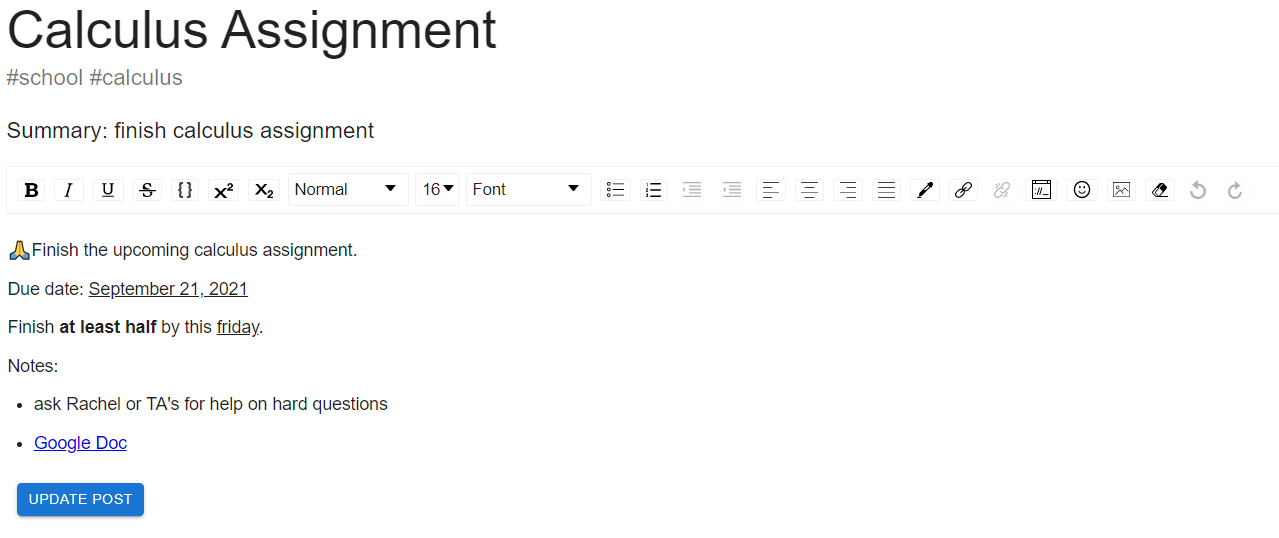 Calculus Assignment
#school #calculus
Summary: finish calculus assignment
B I U S {} x² x₂ Normal 16 Font
🙏Finish the upcoming calculus assignment.
Due date: September 21, 2021
Finish at least half by this friday.
Notes:
• ask Rachel or TA's for help on hard questions
• Google Doc
UPDATE POST